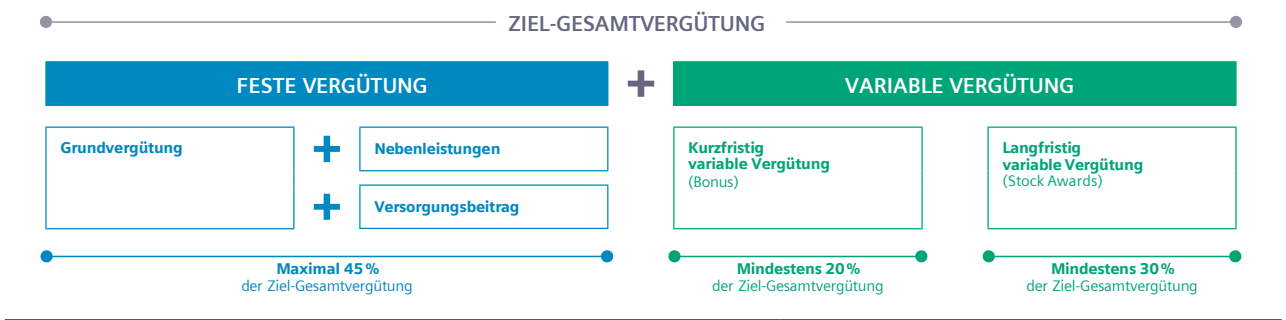 ZIEL-GESAMTVERGÜTUNG
FESTE VERGÜTUNG
+
VARIABLE VERGÜTUNG
Grundvergütung
+
Nebenleistungen
+
Versorgungsbeitrag
Kurzfristig
variable Vergütung
(Bonus)
Langfristig
variable Vergütung
(Stock Awards)
Maximal 45 %
der Ziel-Gesamtvergütung
Mindestens 20 %
der Ziel-Gesamtvergütung
Mindestens 30 %
der Ziel-Gesamtvergütung